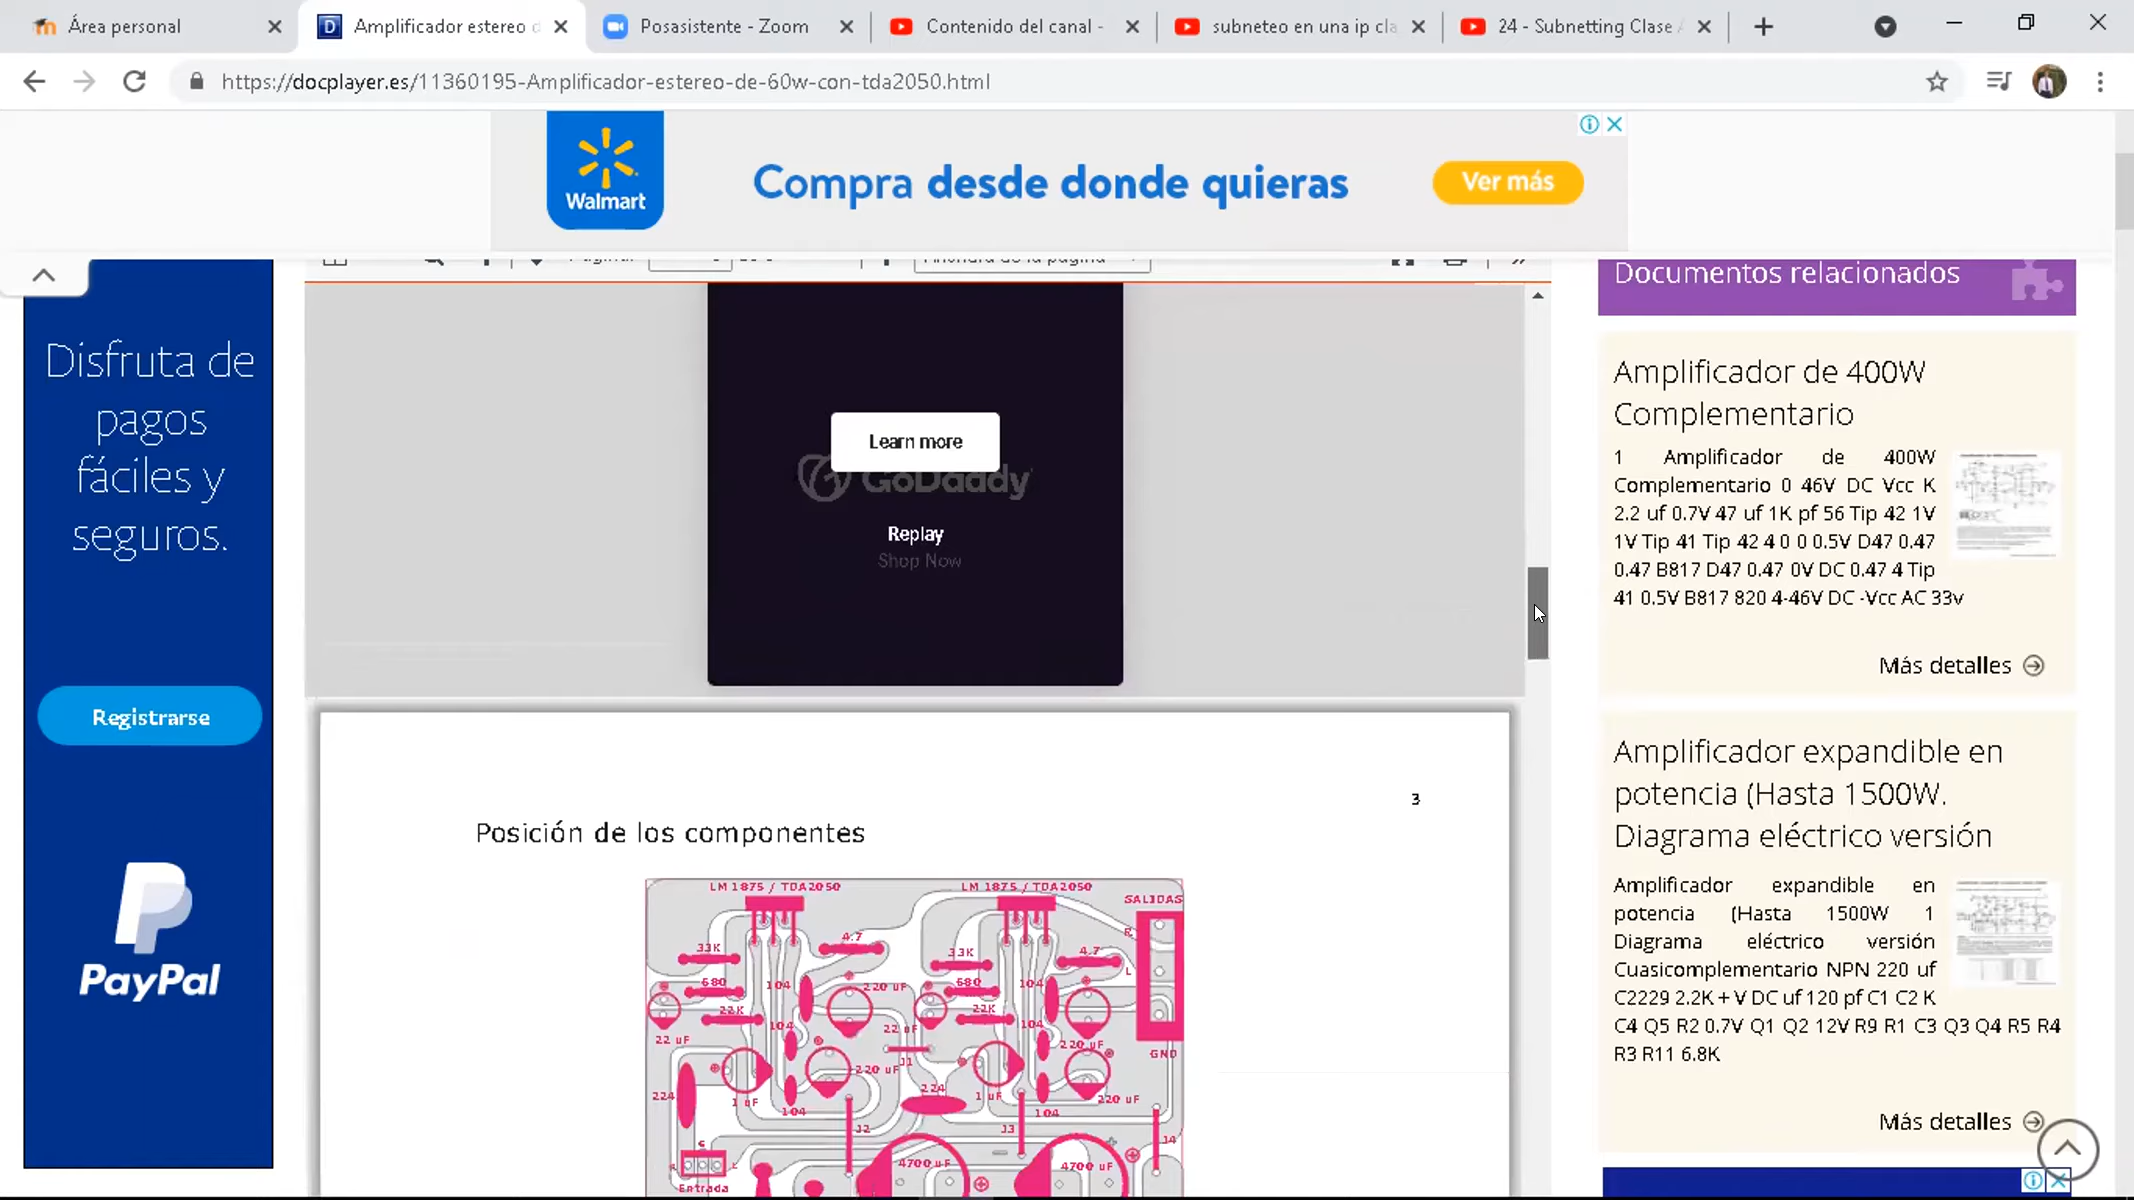 Área personal
Amplificador estereo d
Posasistente - Zoom
Contenido del canal -
subneteo en una ip cla
24 - Subnetting Clase A
https://docplayer.es/11360195-Amplificador-estereo-de-60w-con-tda2050.html
Walmart
Compra desde donde quieras
Ver más
Disfruta de
pagos
fáciles y
seguros.
Registrarse
PayPal
Learn more
GoDaddy
Replay
Shop Now
3
Posición de los componentes
LM 1875 / TDA2050
LM 1875 / TDA2050
SALIDAS
33K
4.7
33K
4.7
R
L
680
104
220 uF
680
104
22K
104
22 uF
22K
104
22 uF
220 uF
J1
220 uF
GND
224
1 uF
104
224
1 uF
104
220 uF
J2
J3
J4
4700 uF
4700 uF
R
G
L
Entrada
Documentos relacionados
Amplificador de 400W
Complementario
1 Amplificador de 400W
Complementario 0 46V DC Vcc K
2.2 uf 0.7V 47 uf 1K pf 56 Tip 42 1V
1V Tip 41 Tip 42 4 0 0 0.5V D47 0.47
0.47 B817 D47 0.47 0V DC 0.47 4 Tip
41 0.5V B817 820 4-46V DC -Vcc AC 33v
Más detalles
Amplificador expandible en
potencia (Hasta 1500W.
Diagrama eléctrico versión
Amplificador expandible en
potencia (Hasta 1500W 1
Diagrama eléctrico versión
Cuasicomplementario NPN 220 uf
C2229 2.2K + V DC uf 120 pf C1 C2 K
C4 Q5 R2 0.7V Q1 Q2 12V R9 R1 C3 Q3 Q4 R5 R4
R3 R11 6.8K
Más detalles